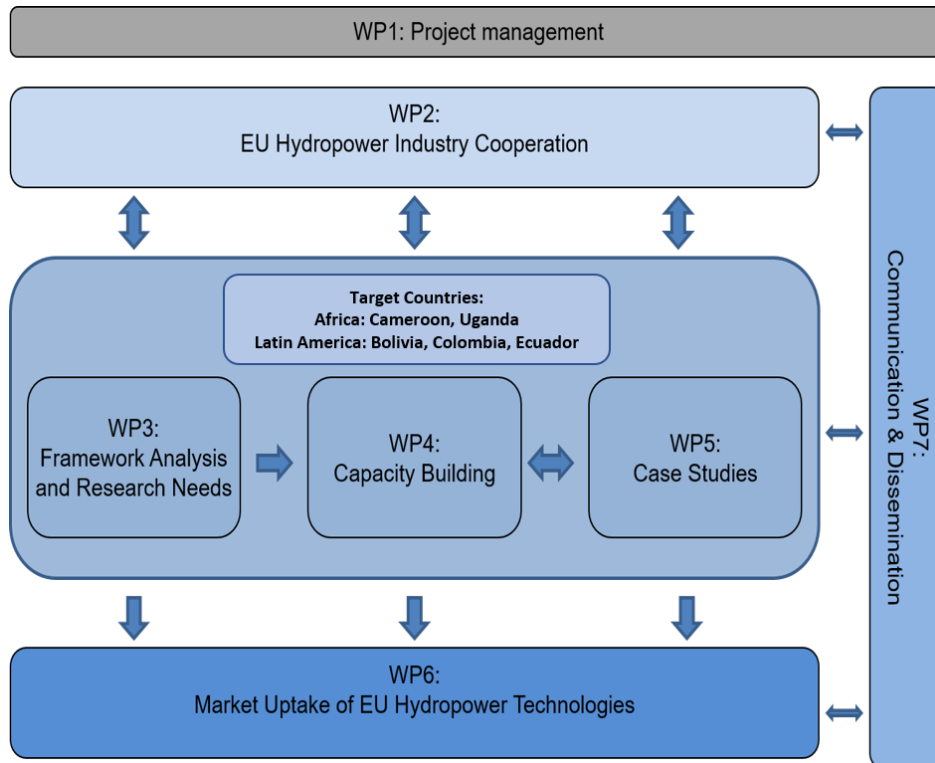 WP1: Project management
WP2:
EU Hydropower Industry Cooperation
Target Countries:
Africa: Cameroon, Uganda
Latin America: Bolivia, Colombia, Ecuador
WP3:
Framework Analysis
and Research Needs
WP4:
Capacity Building
WP5:
Case Studies
WP6:
Market Uptake of EU Hydropower Technologies
WP7:
Communication & Dissemination